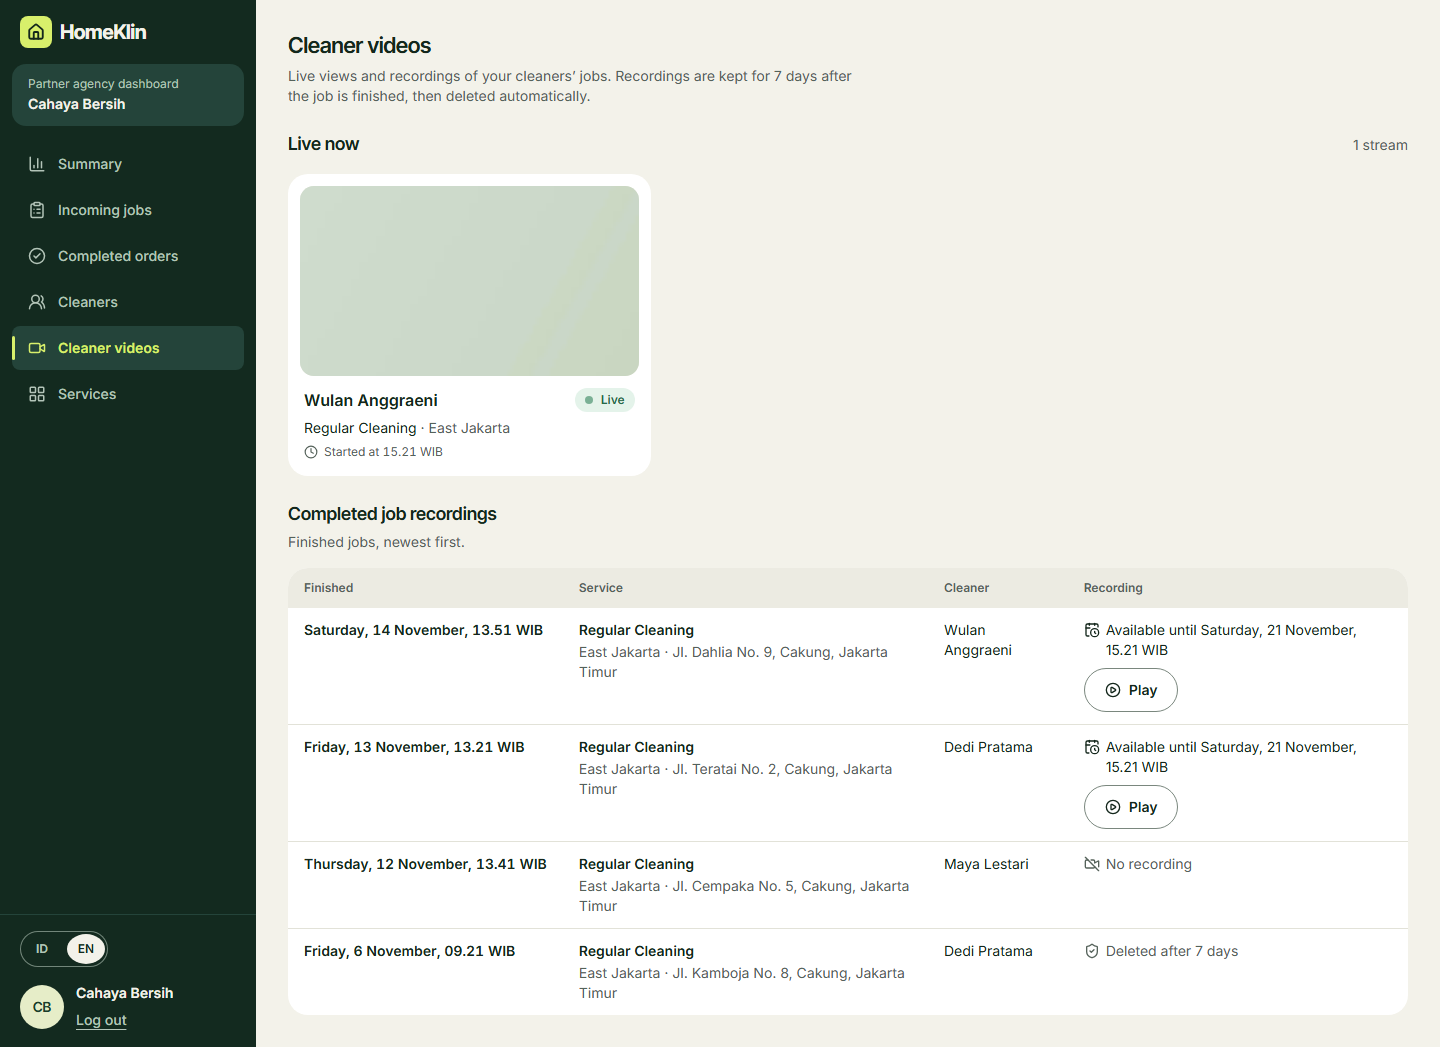 HomeKlin
Partner agency dashboard
Cahaya Bersih
Summary
Incoming jobs
Completed orders
Cleaners
Cleaner videos
Services
ID EN
CB
Cahaya Bersih
Log out
Cleaner videos
Live views and recordings of your cleaners’ jobs. Recordings are kept for 7 days after
the job is finished, then deleted automatically.
Live now
1 stream
Wulan Anggraeni
Live
Regular Cleaning · East Jakarta
Started at 15.21 WIB
Completed job recordings
Finished jobs, newest first.
Finished Service Cleaner Recording
Saturday, 14 November, 13.51 WIB
Regular Cleaning
East Jakarta · Jl. Dahlia No. 9, Cakung, Jakarta
Timur
Wulan
Anggraeni
Available until Saturday, 21 November,
15.21 WIB
Play
Friday, 13 November, 13.21 WIB
Regular Cleaning
East Jakarta · Jl. Teratai No. 2, Cakung, Jakarta
Timur
Dedi Pratama
Available until Saturday, 21 November,
15.21 WIB
Play
Thursday, 12 November, 13.41 WIB
Regular Cleaning
East Jakarta · Jl. Cempaka No. 5, Cakung, Jakarta
Timur
Maya Lestari
No recording
Friday, 6 November, 09.21 WIB
Regular Cleaning
East Jakarta · Jl. Kamboja No. 8, Cakung, Jakarta
Timur
Dedi Pratama
Deleted after 7 days